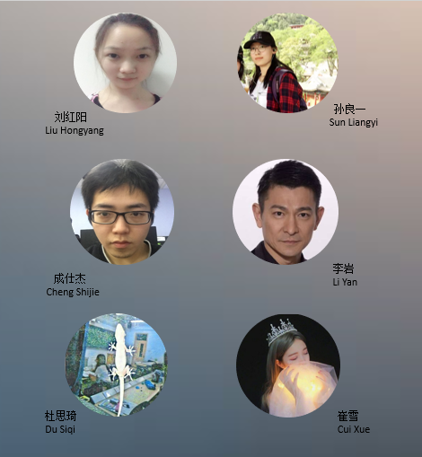 刘红阳
Liu Hongyang
孙良一
Sun Liangyi
成仕杰
Cheng Shijie
李岩
Li Yan
杜思琦
Du Siqi
崔雪
Cui Xue